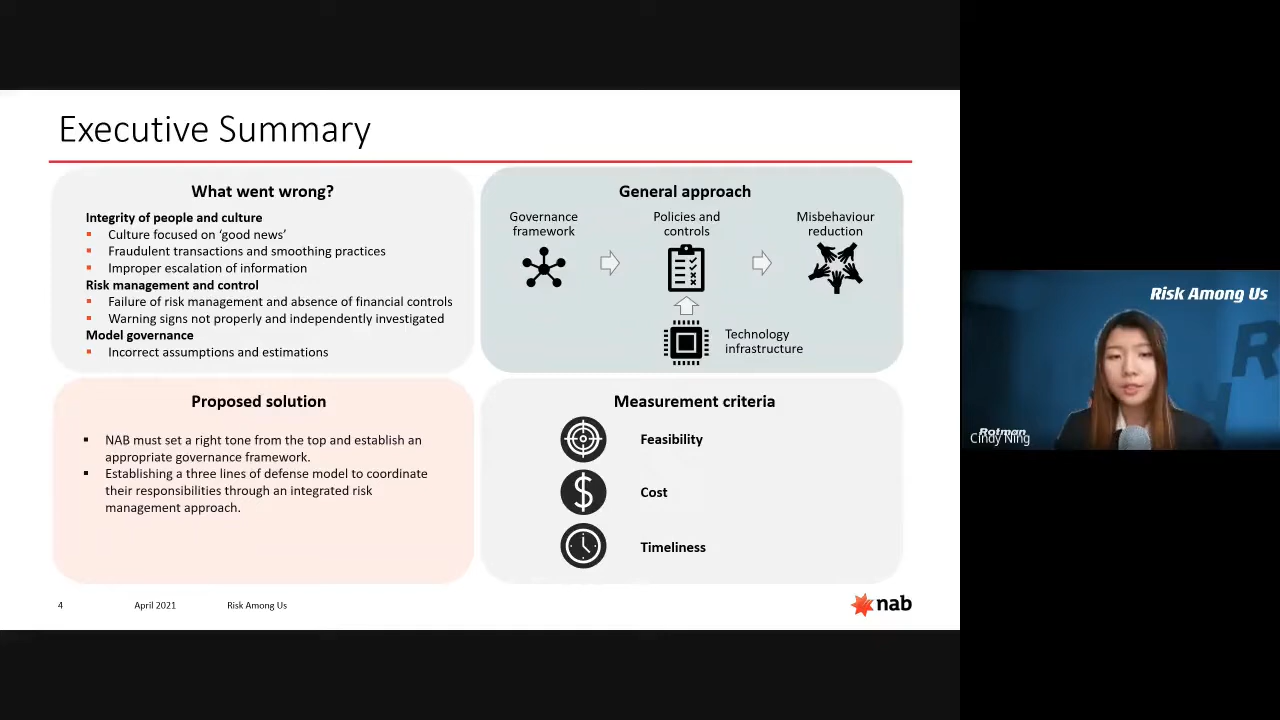 Executive Summary
What went wrong?
Integrity of people and culture
Culture focused on ‘good news’
Fraudulent transactions and smoothing practices
Improper escalation of information
Risk management and control
Failure of risk management and absence of financial controls
Warning signs not properly and independently investigated
Model governance
Incorrect assumptions and estimations
General approach
Governance
framework
Policies and
controls
Misbehaviour
reduction
Technology
infrastructure
Proposed solution
NAB must set a right tone from the top and establish an
appropriate governance framework.
Establishing a three lines of defense model to coordinate
their responsibilities through an integrated risk
management approach.
Measurement criteria
Feasibility
Cost
Timeliness
4 April 2021 Risk Among Us
nab
Risk Among Us
Rotman
Cindy Ning